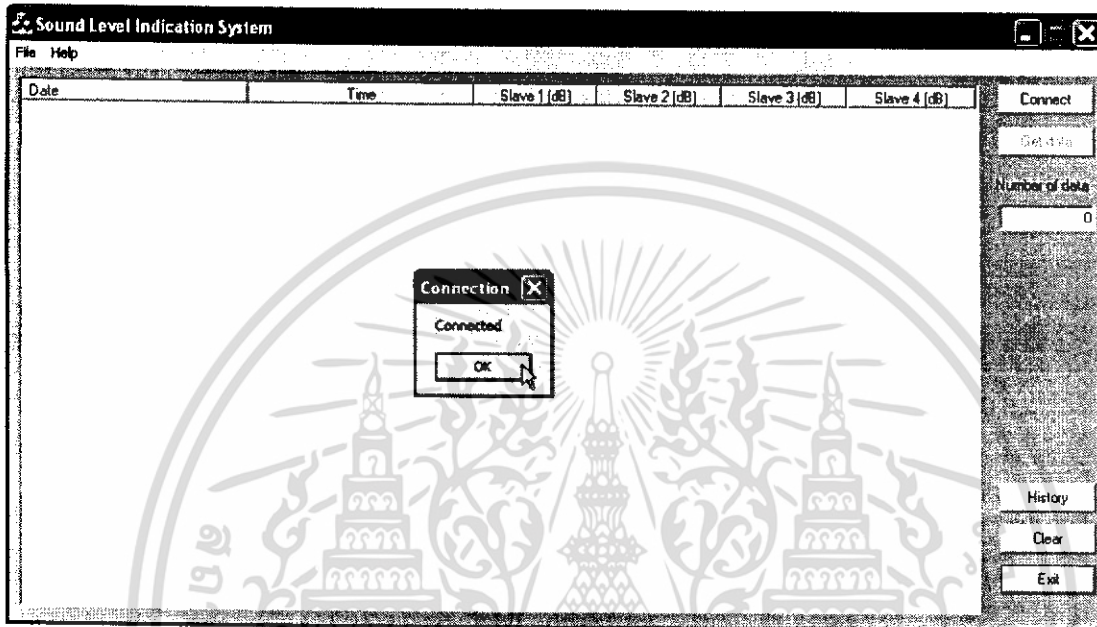 Sound Level Indication System
File Help
Date Time Slave 1 (dB) Slave 2 (dB) Slave 3 (dB) Slave 4 (dB)
Connect
Get data
Number of data
0
Connection
Connected
OK
History
Clear
Exit